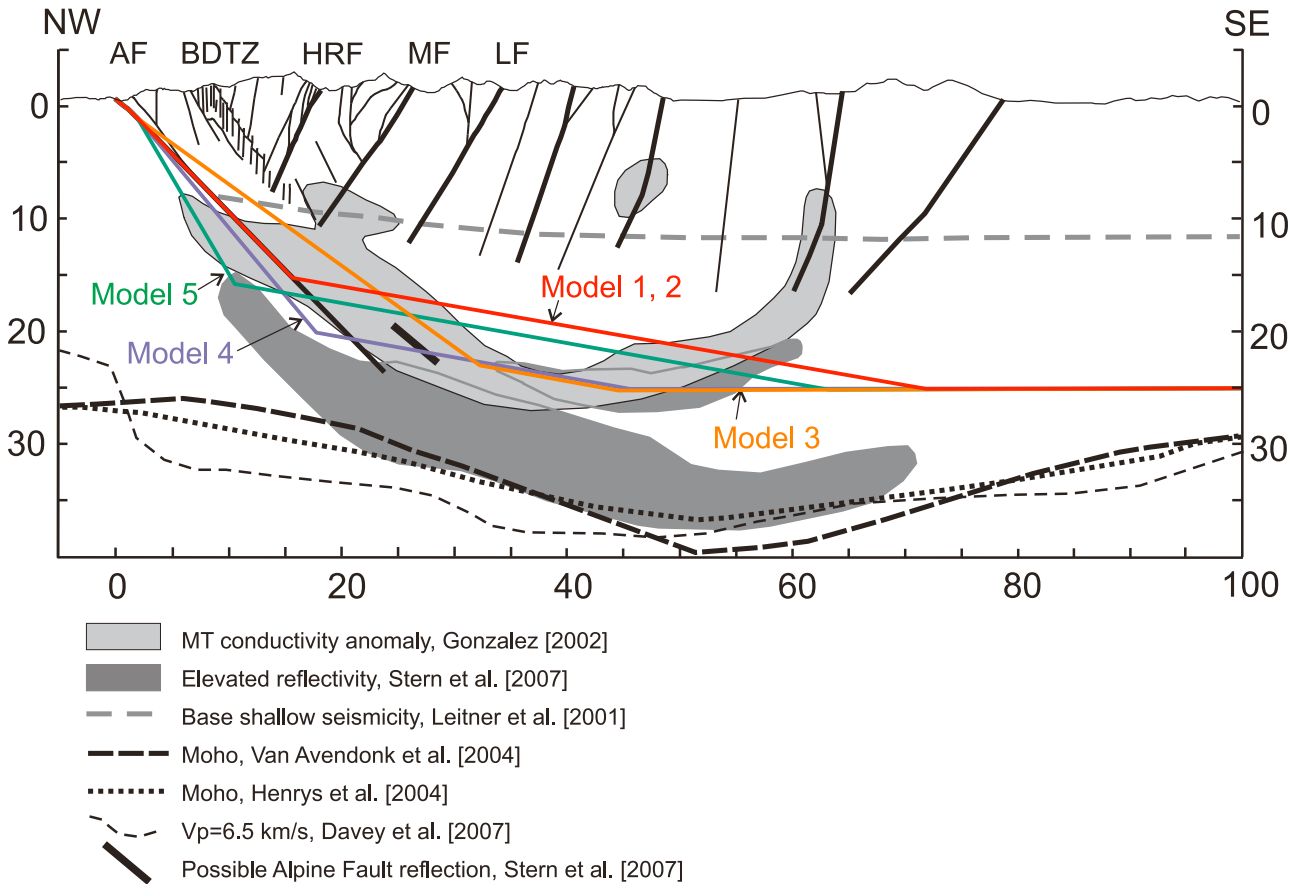 NW
SE
AF BDTZ HRF MF LF
0
0
10
10
Model 5
Model 1, 2
20
20
Model 4
Model 3
30
30
0 20 40 60 80 100
MT conductivity anomaly, Gonzalez [2002]
Elevated reflectivity, Stern et al. [2007]
Base shallow seismicity, Leitner et al. [2001]
Moho, Van Avendonk et al. [2004]
Moho, Henrys et al. [2004]
Vp=6.5 km/s, Davey et al. [2007]
Possible Alpine Fault reflection, Stern et al. [2007]